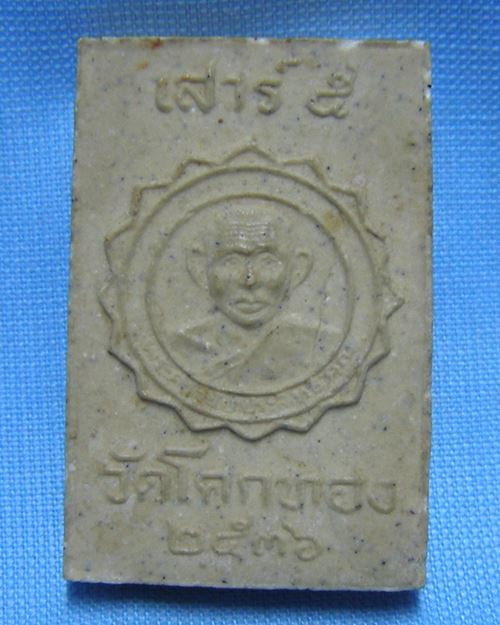 เสาร์ ๕
วัดโคกทอง
๒๕๓๖